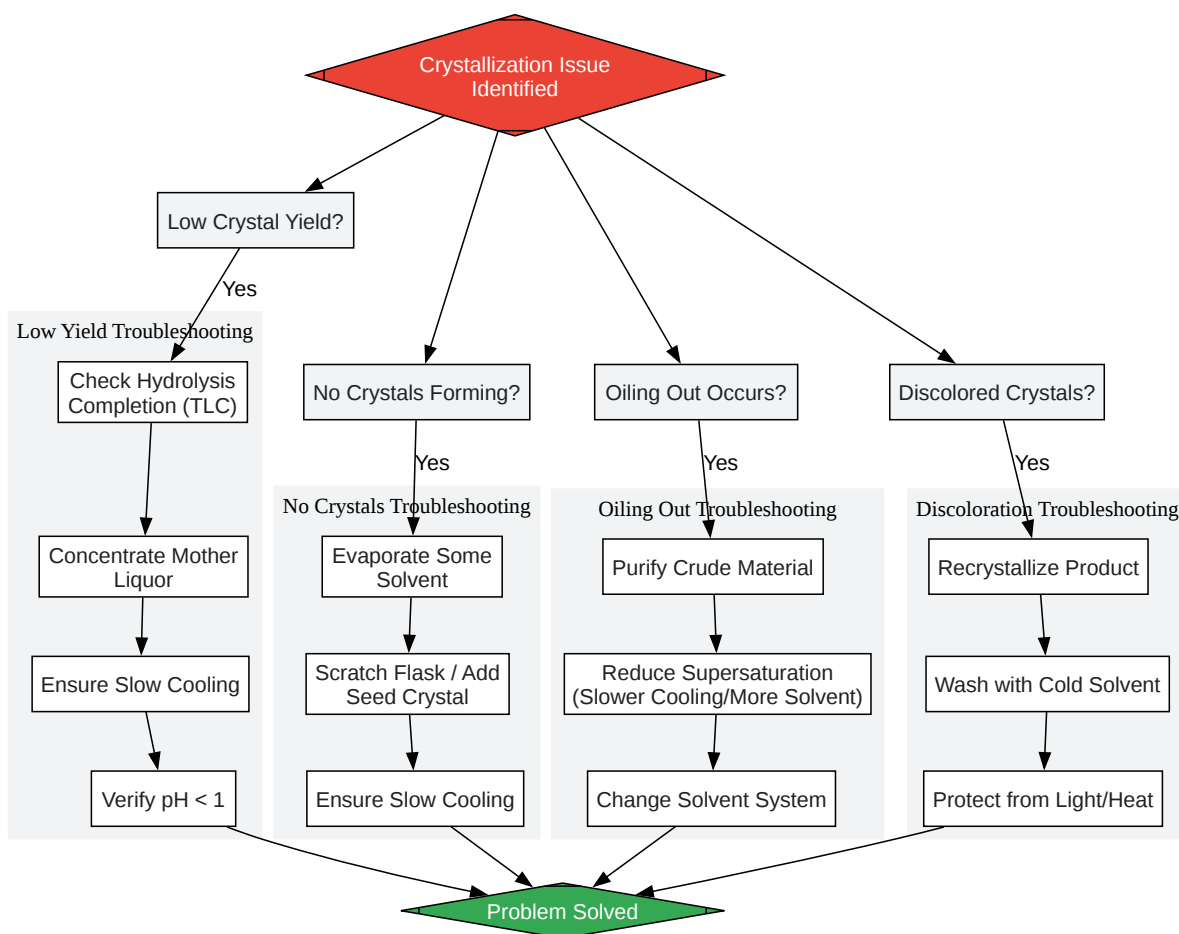 Crystallization Issue
Identified
Low Crystal Yield?
Yes
Low Yield Troubleshooting
Check Hydrolysis
Completion (TLC)
Concentrate Mother
Liquor
Ensure Slow Cooling
Verify pH < 1
No Crystals Forming?
Yes
No Crystals Troubleshooting
Evaporate Some
Solvent
Scratch Flask / Add
Seed Crystal
Ensure Slow Cooling
Oiling Out Occurs?
Yes
Oiling Out Troubleshooting
Purify Crude Material
Reduce Supersaturation
(Slower Cooling/More Solvent)
Change Solvent System
Discolored Crystals?
Yes
Discoloration Troubleshooting
Recrystallize Product
Wash with Cold Solvent
Protect from Light/Heat
Problem Solved